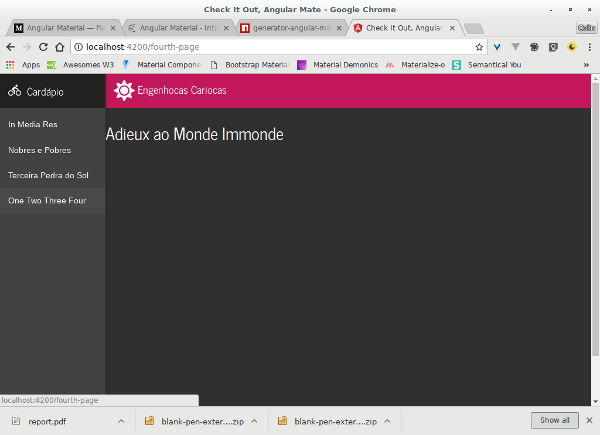 Check It Out, Angular Mate - Google Chrome
Angular Material — Pa
Angular Material - Int
generator-angular-ma
Check It Out, Angular
localhost:4200/fourth-page
Apps
Awesomes W3
Material Compone
Bootstrap Material
Material Demonics
Materialize-o
Semantical You
»
Cardápio
Engenhocas Cariocas
In Media Res
Nobres e Pobres
Terceira Pedra do Sol
One Two Three Four
Adieux ao Monde Immonde
localhost:4200/fourth-page
report.pdf
blank-pen-exter....zip
blank-pen-exter....zip
Show all